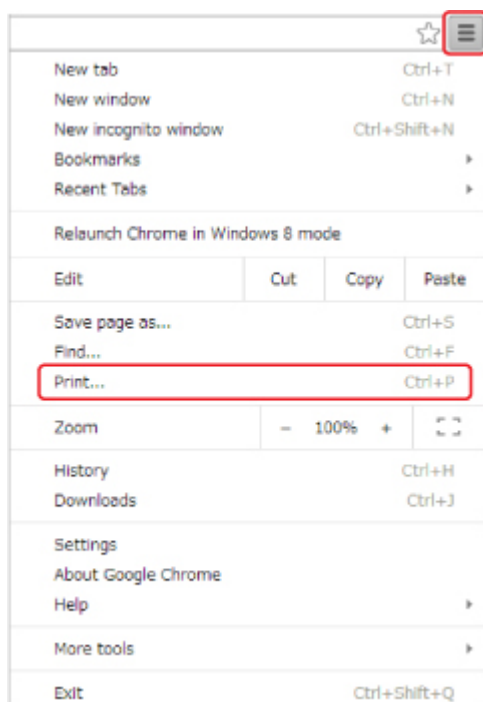 New tab Ctrl+T
New window Ctrl+N
New incognito window Ctrl+Shift+N
Bookmarks
Recent Tabs
Relaunch Chrome in Windows 8 mode
Edit Cut Copy Paste
Save page as... Ctrl+S
Find... Ctrl+F
Print... Ctrl+P
Zoom − 100% +
History Ctrl+H
Downloads Ctrl+J
Settings
About Google Chrome
Help
More tools
Exit Ctrl+Shift+Q